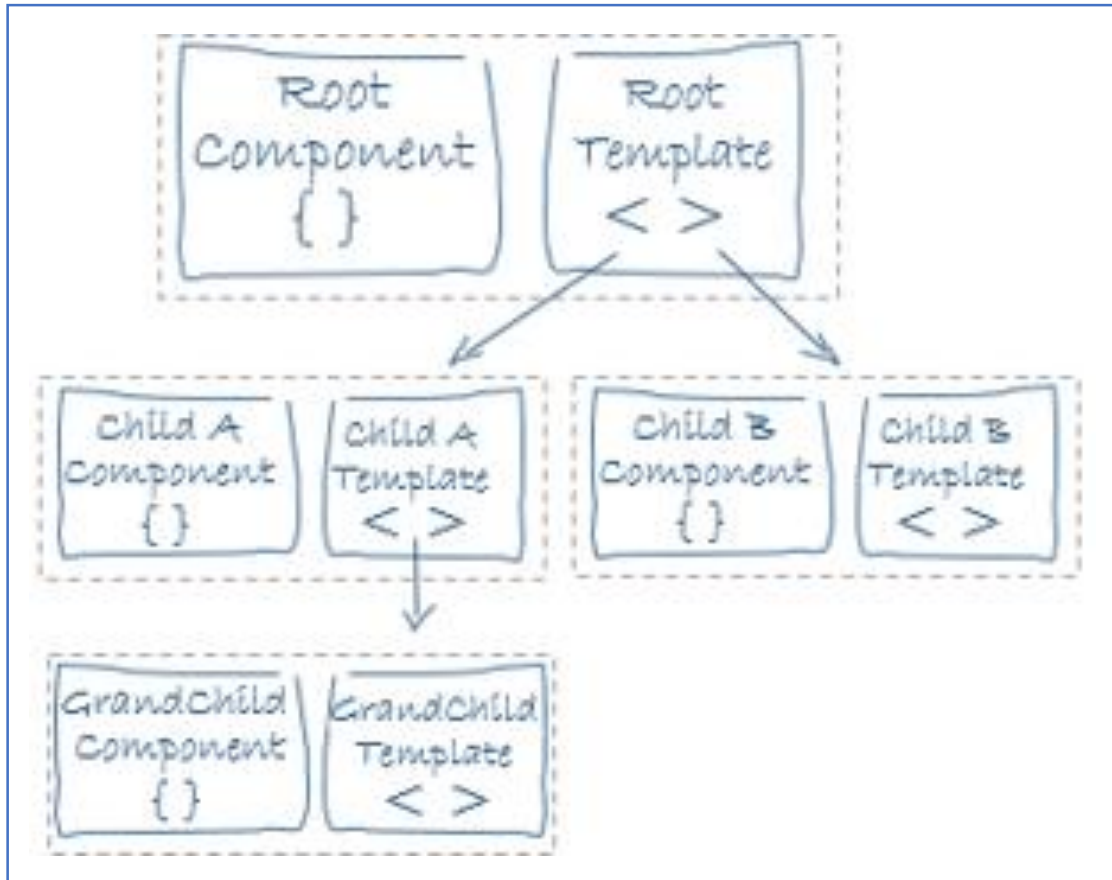 Root
Component
{ }
Root
Template
< >
Child A
Component
{ }
Child A
Template
< >
Child B
Component
{ }
Child B
Template
< >
GrandChild
Component
{ }
GrandChild
Template
< >